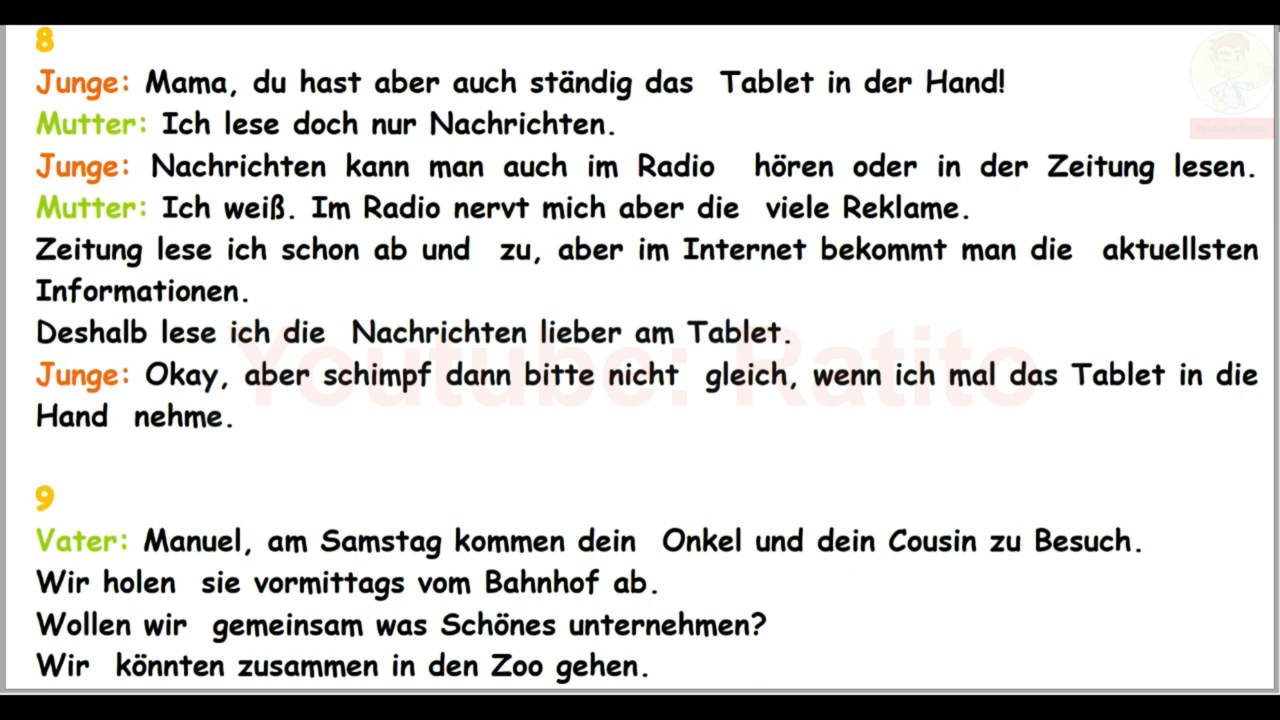 8
Junge: Mama, du hast aber auch ständig das Tablet in der Hand!
Mutter: Ich lese doch nur Nachrichten.
Junge: Nachrichten kann man auch im Radio hören oder in der Zeitung lesen.
Mutter: Ich weiß. Im Radio nervt mich aber die viele Reklame.
Zeitung lese ich schon ab und zu, aber im Internet bekommt man die aktuellsten
Informationen.
Deshalb lese ich die Nachrichten lieber am Tablet.
Youtube: Ratito
Junge: Okay, aber schimpf dann bitte nicht gleich, wenn ich mal das Tablet in die
Hand nehme.
9
Vater: Manuel, am Samstag kommen dein Onkel und dein Cousin zu Besuch.
Wir holen sie vormittags vom Bahnhof ab.
Wollen wir gemeinsam was Schönes unternehmen?
Wir könnten zusammen in den Zoo gehen.